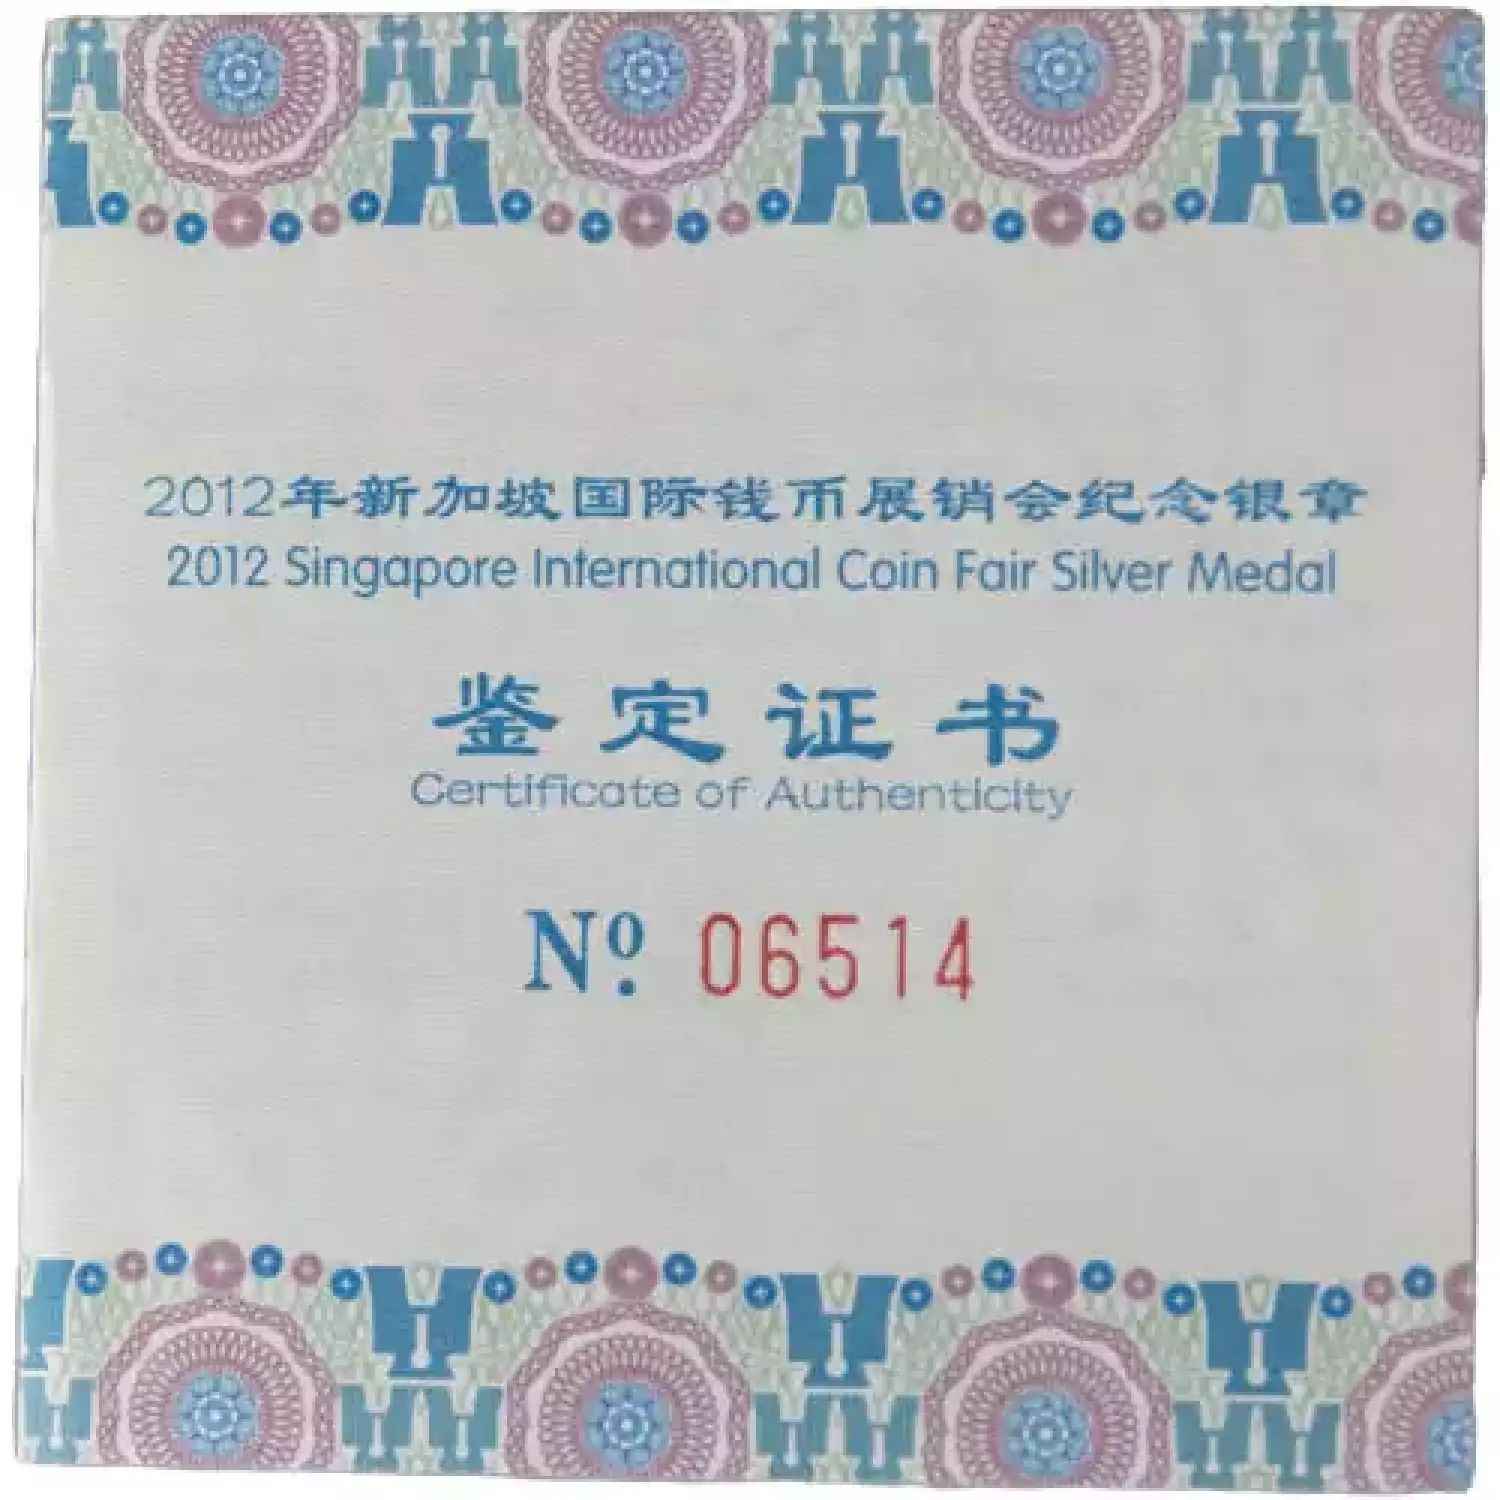 2012年新加坡国际钱币展销会纪念银章
2012 Singapore International Coin Fair Silver Medal
鉴定证书
Certificate of Authenticity
Nº. 06514